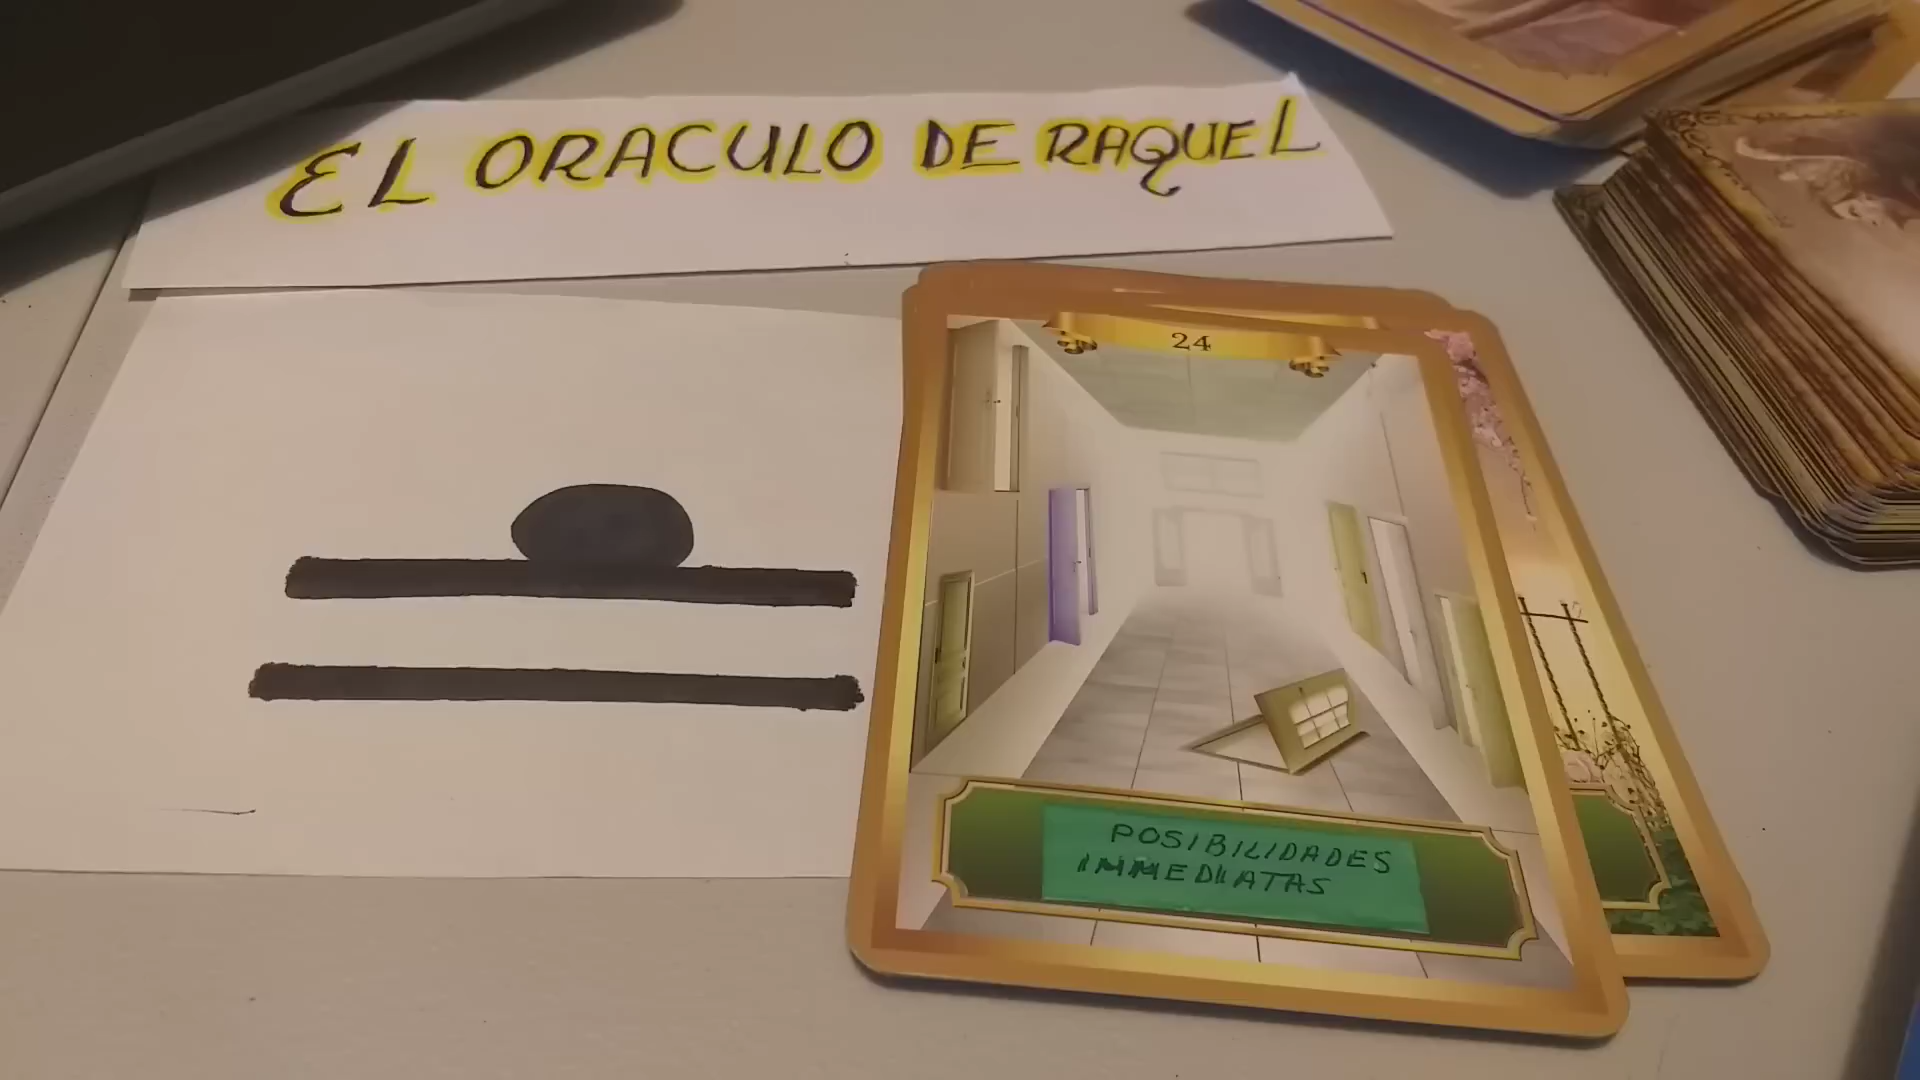 EL ORACULO DE RAQUEL
24
POSIBILIDADES
IMMEDIATAS